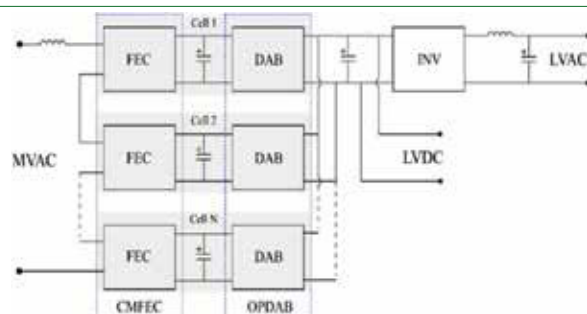 Cell 1
FEC
DAB
INV
LVAC
Cell 2
MVAC
FEC
DAB
LVDC
Cell N
FEC
DAB
CMFEC
OPDAB